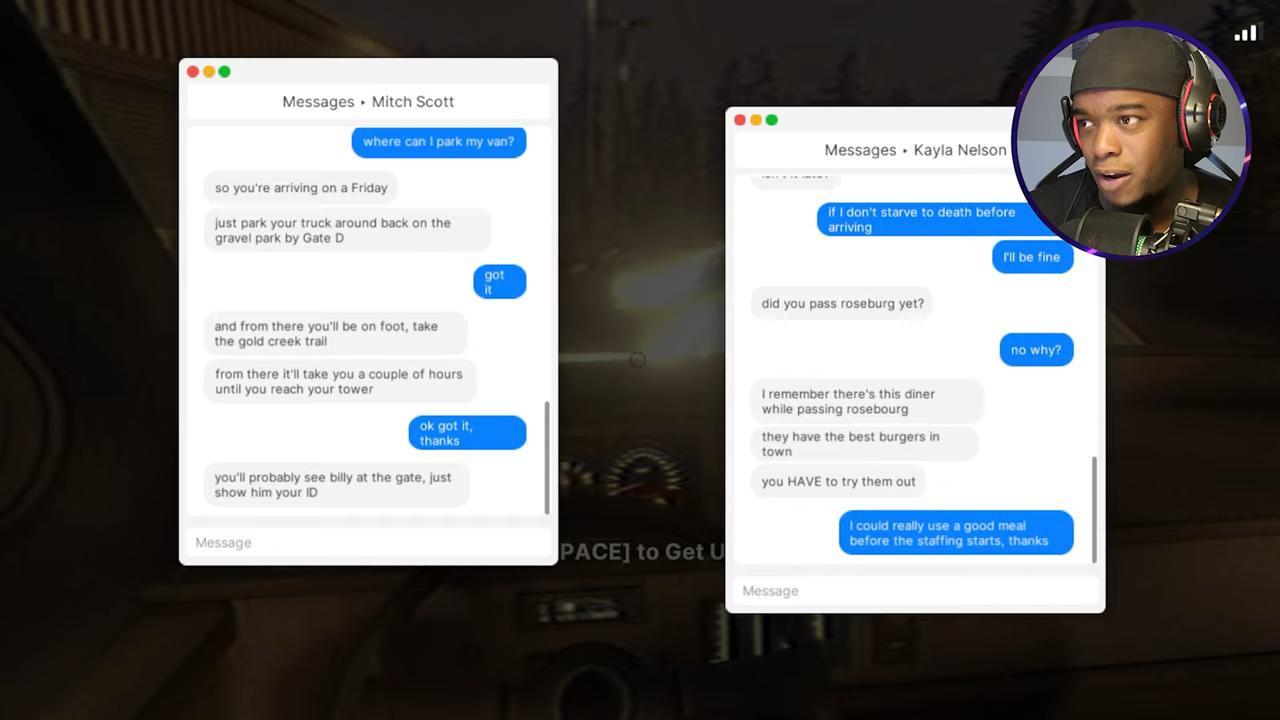 Messages ▸ Mitch Scott
where can I park my van?
so you're arriving on a Friday
just park your truck around back on the
gravel park by Gate D
got
it
and from there you'll be on foot, take
the gold creek trail
from there it'll take you a couple of hours
until you reach your tower
ok got it,
thanks
you'll probably see billy at the gate, just
show him your ID
Message
Messages ▸ Kayla Nelson
if I don't starve to death before
arriving
I'll be fine
did you pass roseburg yet?
no why?
I remember there's this diner
while passing rosebourg
they have the best burgers in
town
you HAVE to try them out
I could really use a good meal
before the staffing starts, thanks
Message
PACE] to Get U